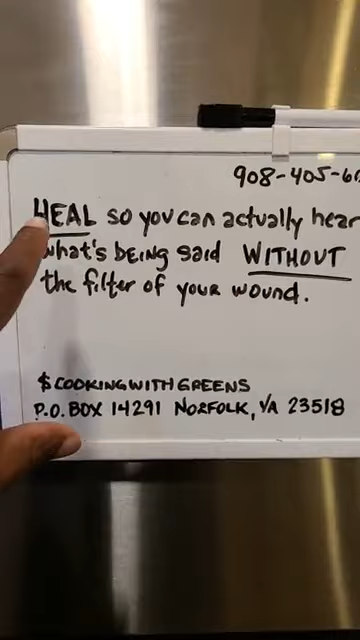 908-405-60
HEAL so you can actually hear
what's being said WITHOUT
the filter of your wound.
$COOKINGWITHGREENS
P.O. BOX 14291 NORFOLK, VA 23518